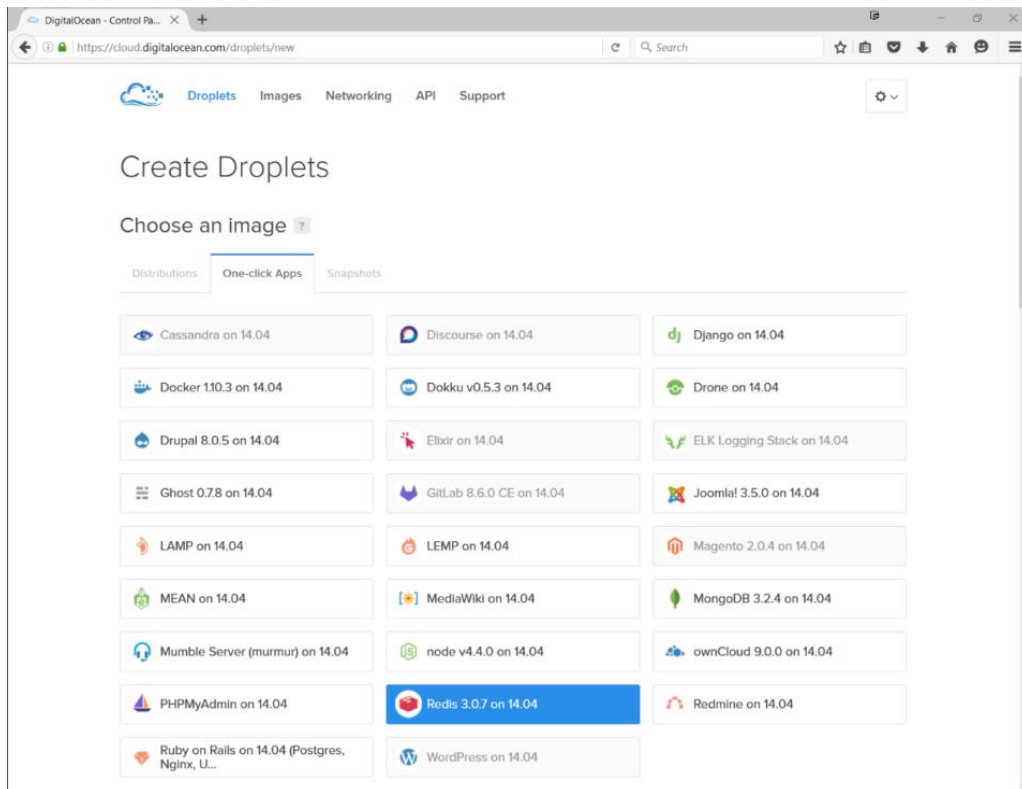 DigitalOcean - Control Pa...
https://cloud.digitalocean.com/droplets/new
Search
Droplets Images Networking API Support
Create Droplets
Choose an image ?
Distributions One-click Apps Snapshots
Cassandra on 14.04
Discourse on 14.04
dj Django on 14.04
Docker 1.10.3 on 14.04
Dokku v0.5.3 on 14.04
Drone on 14.04
Drupal 8.0.5 on 14.04
Elixir on 14.04
ELK Logging Stack on 14.04
Ghost 0.7.8 on 14.04
GitLab 8.6.0 CE on 14.04
Joomla! 3.5.0 on 14.04
LAMP on 14.04
LEMP on 14.04
Magento 2.0.4 on 14.04
MEAN on 14.04
MediaWiki on 14.04
MongoDB 3.2.4 on 14.04
Mumble Server (murmur) on 14.04
JS node v4.4.0 on 14.04
ownCloud 9.0.0 on 14.04
PHPMyAdmin on 14.04
Redis 3.0.7 on 14.04
Redmine on 14.04
Ruby on Rails on 14.04 (Postgres,
Nginx, U...
WordPress on 14.04